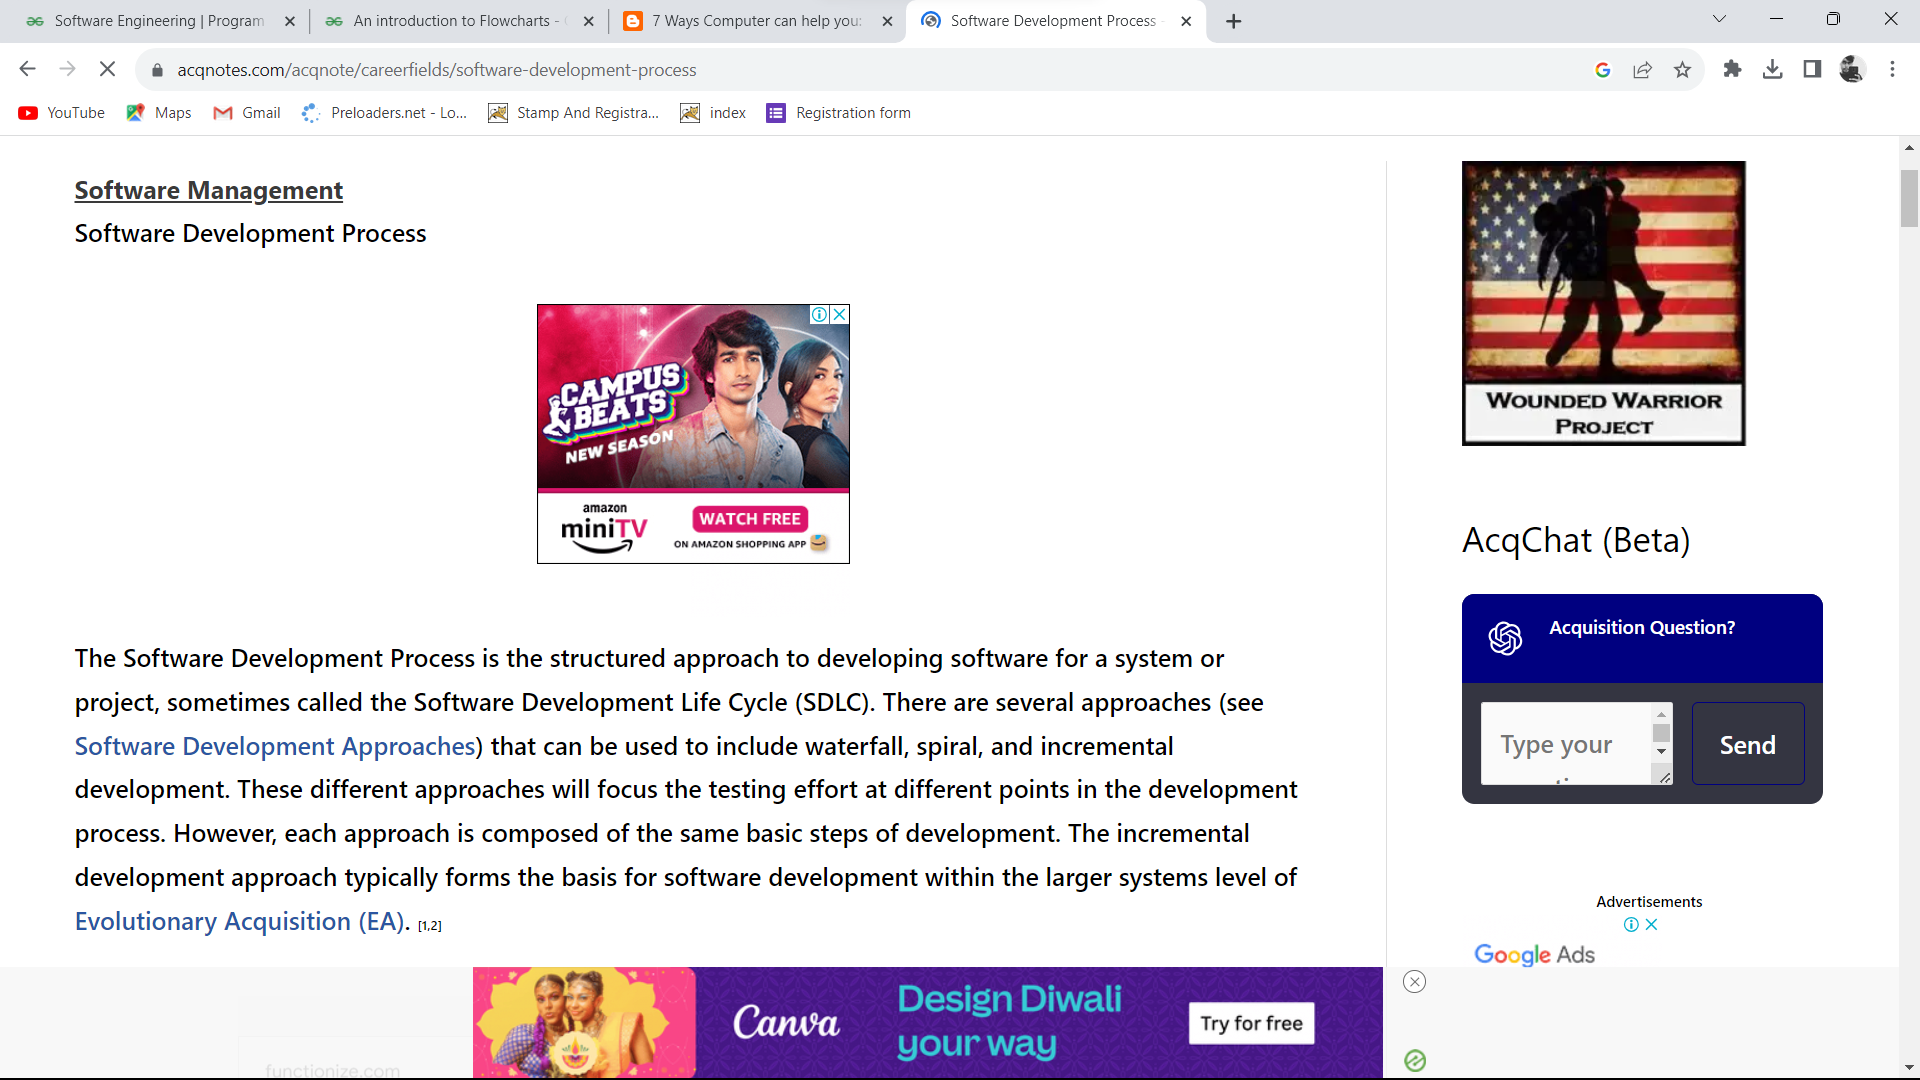 Software Engineering | Program
An introduction to Flowcharts -
7 Ways Computer can help you:
Software Development Process -
acqnotes.com/acqnote/careerfields/software-development-process
YouTube
Maps
Gmail
Preloaders.net - Lo...
Stamp And Registra...
index
Registration form
Software Management
Software Development Process
CAMPUS
BEATS
NEW SEASON
amazon
miniTV
WATCH FREE
ON AMAZON SHOPPING APP
The Software Development Process is the structured approach to developing software for a system or
project, sometimes called the Software Development Life Cycle (SDLC). There are several approaches (see
Software Development Approaches) that can be used to include waterfall, spiral, and incremental
development. These different approaches will focus the testing effort at different points in the development
process. However, each approach is composed of the same basic steps of development. The incremental
development approach typically forms the basis for software development within the larger systems level of
Evolutionary Acquisition (EA). [1,2]
WOUNDED WARRIOR
PROJECT
AcqChat (Beta)
Acquisition Question?
Type your
Send
Advertisements
Google Ads
Canva
Design Diwali
your way
Try for free
functionize.com